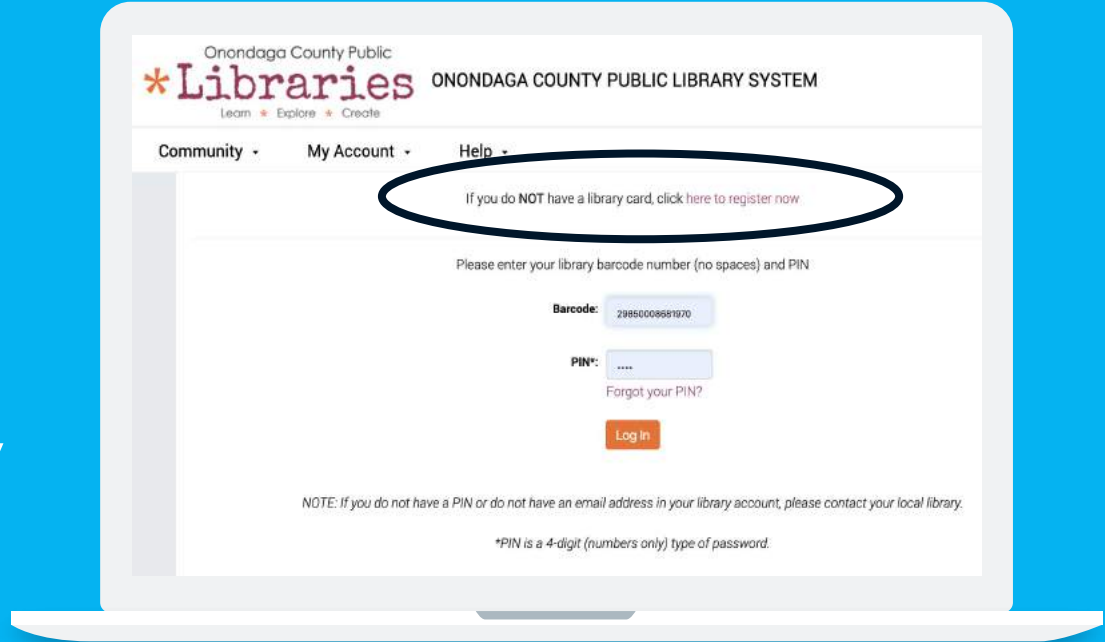 Onondaga County Public
*Libraries
Learn * Explore * Create
ONONDAGA COUNTY PUBLIC LIBRARY SYSTEM
Community
My Account
Help
If you do NOT have a library card, click here to register now
Please enter your library barcode number (no spaces) and PIN
Barcode: 29850008681970
PIN*: ....
Forgot your PIN?
Log In
NOTE: If you do not have a PIN or do not have an email address in your library account, please contact your local library.
*PIN is a 4-digit (numbers only) type of password.